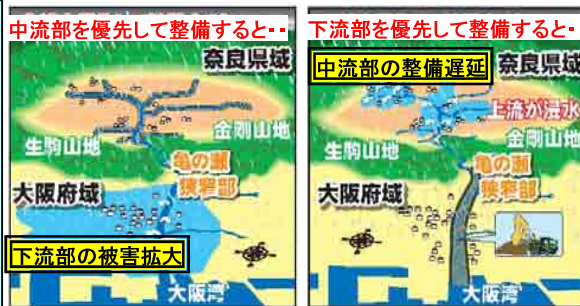 中流部を優先して整備すると・・
奈良県域
生駒山地
金剛山地
亀の瀬
狭窄部
大阪府域
下流部の被害拡大
大阪湾
下流部を優先して整備すると・
中流部の整備遅延
奈良県域
上流が浸水
生駒山地
金剛山地
亀の瀬
狭窄部
大阪府域
大阪湾